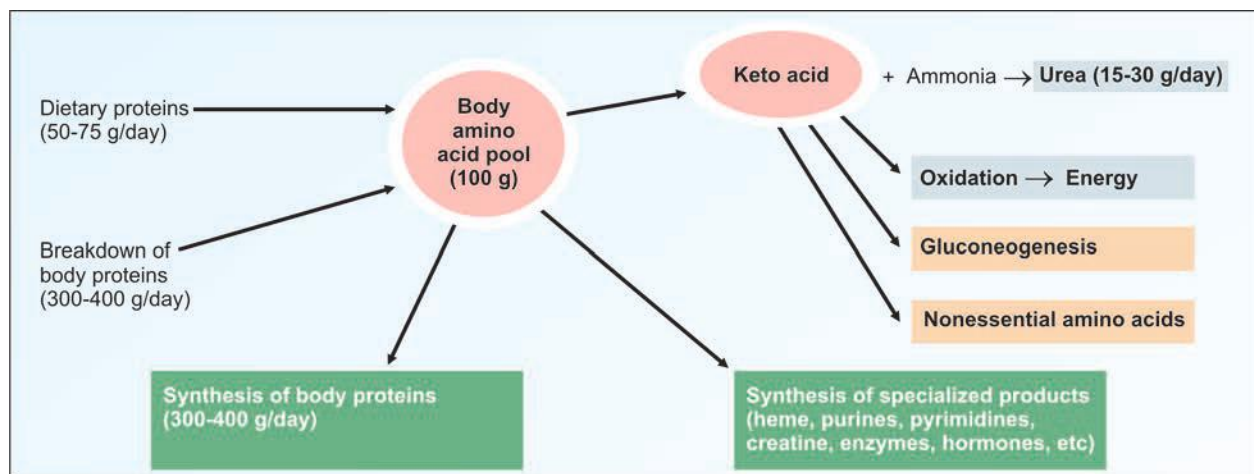 Dietary proteins
(50-75 g/day)
Breakdown of
body proteins
(300-400 g/day)
Body
amino
acid pool
(100 g)
Keto acid
+ Ammonia → Urea (15-30 g/day)
Oxidation → Energy
Gluconeogenesis
Nonessential amino acids
Synthesis of body proteins
(300-400 g/day)
Synthesis of specialized products
(heme, purines, pyrimidines,
creatine, enzymes, hormones, etc)